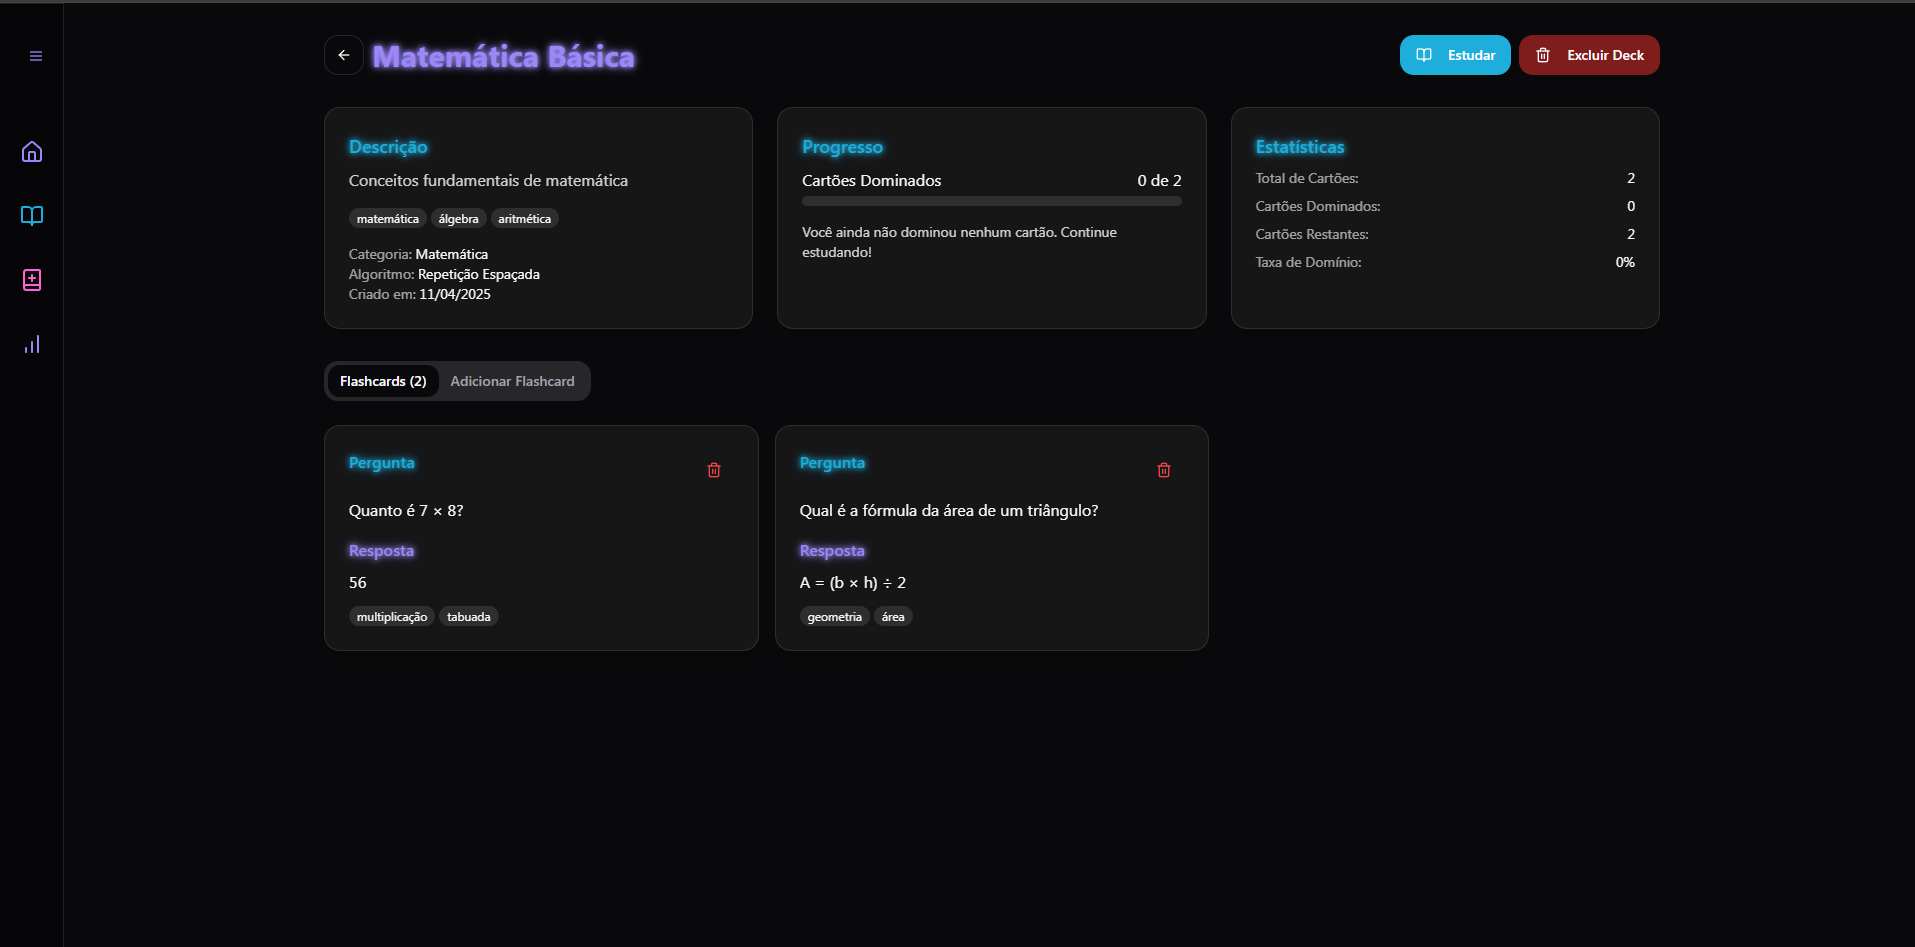 Matemática Básica
Estudar
Excluir Deck
Descrição
Conceitos fundamentais de matemática
matemática álgebra aritmética
Categoria: Matemática
Algoritmo: Repetição Espaçada
Criado em: 11/04/2025
Progresso
Cartões Dominados 0 de 2
Você ainda não dominou nenhum cartão. Continue
estudando!
Estatísticas
Total de Cartões: 2
Cartões Dominados: 0
Cartões Restantes: 2
Taxa de Domínio: 0%
Flashcards (2) Adicionar Flashcard
Pergunta
Quanto é 7 × 8?
Resposta
56
multiplicação tabuada
Pergunta
Qual é a fórmula da área de um triângulo?
Resposta
A = (b × h) ÷ 2
geometria área